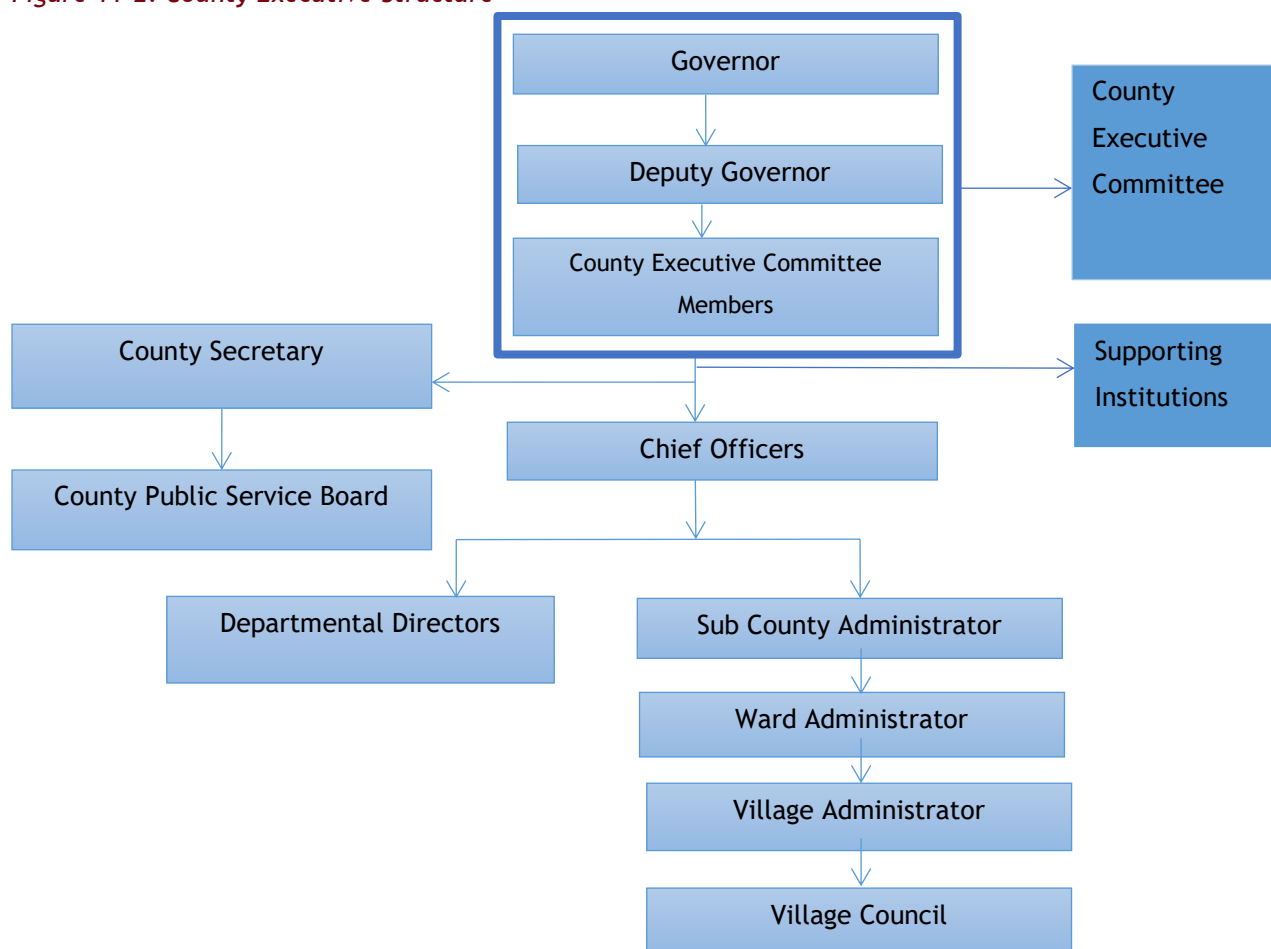 Figure 11-2: County Executive Structure
Governor
County
Executive
Committee
Deputy Governor
County Executive Committee
Members
County Secretary
Supporting
Institutions
Chief Officers
County Public Service Board
Departmental Directors
Sub County Administrator
Ward Administrator
Village Administrator
Village Council